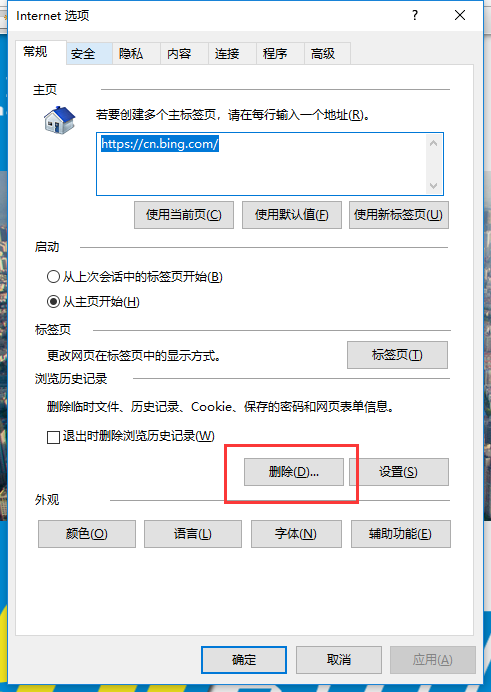 Internet 选项
常规 安全 隐私 内容 连接 程序 高级
主页
若要创建多个主标签页，请在每行输入一个地址(R)。
https://cn.bing.com/
使用当前页(C) 使用默认值(F) 使用新标签页(U)
启动
从上次会话中的标签页开始(B)
从主页开始(H)
标签页
更改网页在标签页中的显示方式。 标签页(T)
浏览历史记录
删除临时文件、历史记录、Cookie、保存的密码和网页表单信息。
退出时删除浏览历史记录(W)
删除(D)... 设置(S)
外观
颜色(O) 语言(L) 字体(N) 辅助功能(E)
确定 取消 应用(A)